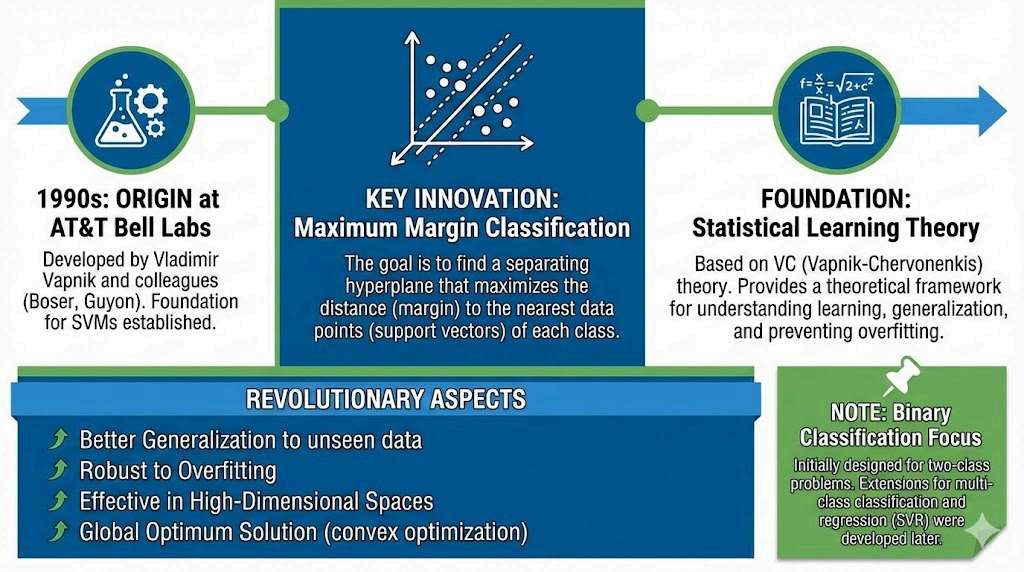 1990s: ORIGIN at
AT&T Bell Labs
Developed by Vladimir
Vapnik and colleagues
(Boser, Guyon). Foundation
for SVMs established.
KEY INNOVATION:
Maximum Margin Classification
The goal is to find a separating
hyperplane that maximizes the
distance (margin) to the nearest data
points (support vectors) of each class.
f=x/x=√2+c²
FOUNDATION:
Statistical Learning Theory
Based on VC (Vapnik-Chervonenkis)
theory. Provides a theoretical framework
for understanding learning, generalization,
and preventing overfitting.
REVOLUTIONARY ASPECTS
Better Generalization to unseen data
Robust to Overfitting
Effective in High-Dimensional Spaces
Global Optimum Solution (convex optimization)
NOTE: Binary
Classification Focus
Initially designed for two-class
problems. Extensions for multi-
class classification and
regression (SVR) were
developed later.